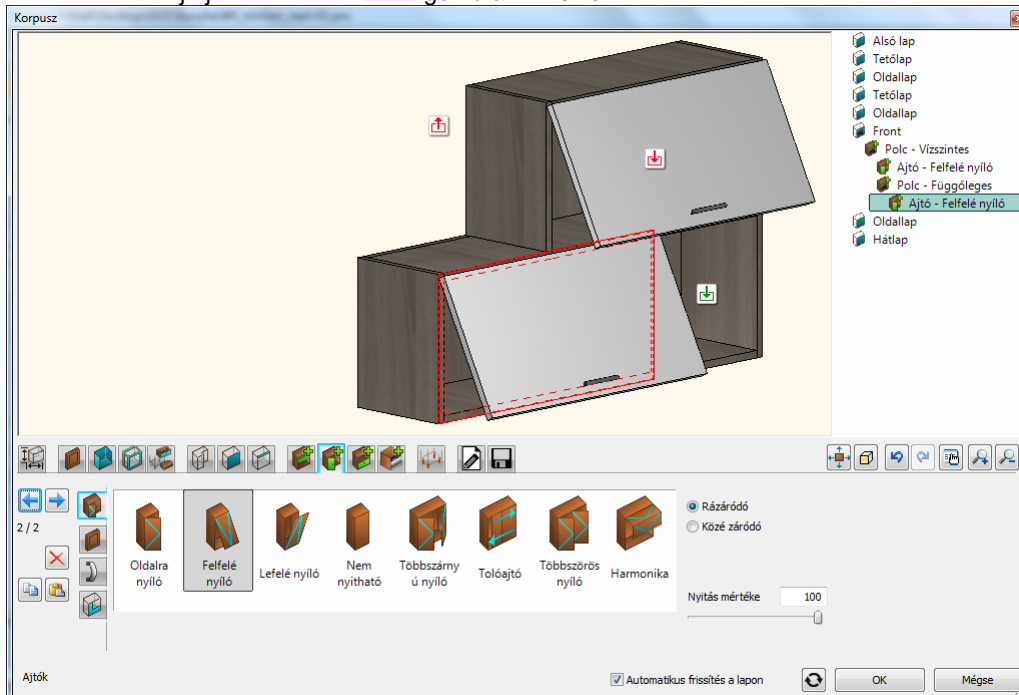 Korpusz
Alsó lap
Tetőlap
Oldallap
Tetőlap
Oldallap
Front
Polc - Vízszintes
Ajtó - Felfelé nyíló
Polc - Függőleges
Ajtó - Felfelé nyíló
Oldallap
Hátlap
2 / 2
Oldalra
nyíló
Felfelé
nyíló
Lefelé nyíló
Nem
nyitható
Többszárny
ú nyíló
Tolóajtó
Többszörös
nyíló
Harmonika
Rázáródó
Közé záródó
Nyitás mértéke 100
Ajtók
Automatikus frissítés a lapon
OK
Mégse